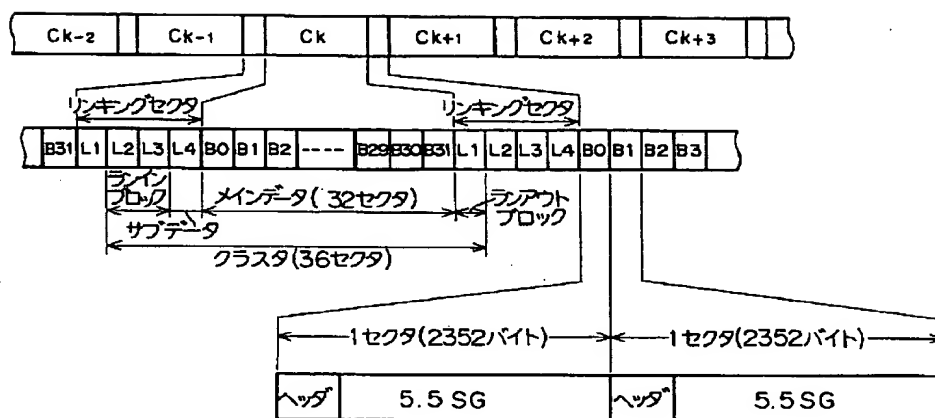 Ck-2 Ck-1 Ck Ck+1 Ck+2 Ck+3
リンキングセクタ リンキングセクタ
B31 L1 L2 L3 L4 B0 B1 B2 ---- B29 B30 B31 L1 L2 L3 L4 B0 B1 B2 B3
ランイン
ブロック
メインデータ(32セクタ)
ランアウト
ブロック
サブデータ
クラスタ(36セクタ)
1セクタ(2352バイト) 1セクタ(2352バイト)
ヘッダ 5.5SG ヘッダ 5.5SG